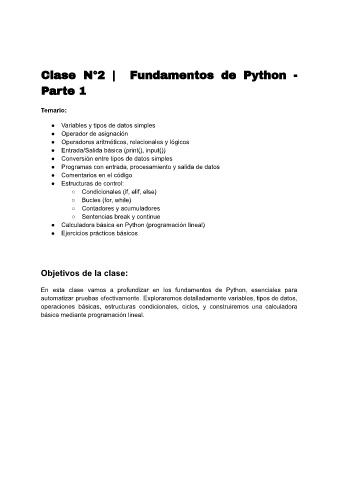 Clase N°2 | Fundamentos de Python -
Parte 1
Temario:
● Variables y tipos de datos simples
● Operador de asignación
● Operadores aritméticos, relacionales y lógicos
● Entrada/Salida básica (print(), input())
● Conversión entre tipos de datos simples
● Programas con entrada, procesamiento y salida de datos
● Comentarios en el código
● Estructuras de control:
○ Condicionales (if, elif, else)
○ Bucles (for, while)
○ Contadores y acumuladores
○ Sentencias break y continue
● Calculadora básica en Python (programación lineal)
● Ejercicios prácticos básicos
Objetivos de la clase:
En esta clase vamos a profundizar en los fundamentos de Python, esenciales para
automatizar pruebas efectivamente. Exploraremos detalladamente variables, tipos de datos,
operaciones básicas, estructuras condicionales, ciclos, y construiremos una calculadora
básica mediante programación lineal.